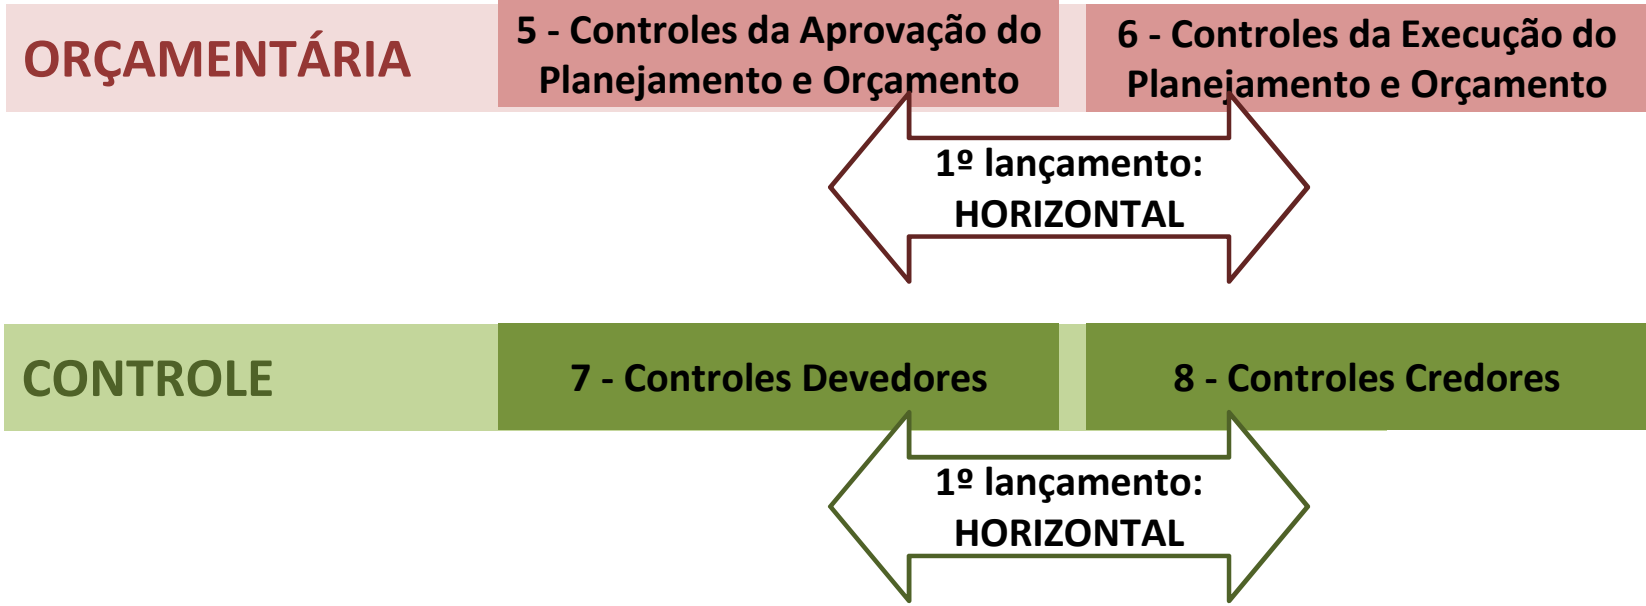 ORÇAMENTÁRIA
5 - Controles da Aprovação do
Planejamento e Orçamento
6 - Controles da Execução do
Planejamento e Orçamento
1º lançamento:
HORIZONTAL
CONTROLE
7 - Controles Devedores
8 - Controles Credores
1º lançamento:
HORIZONTAL